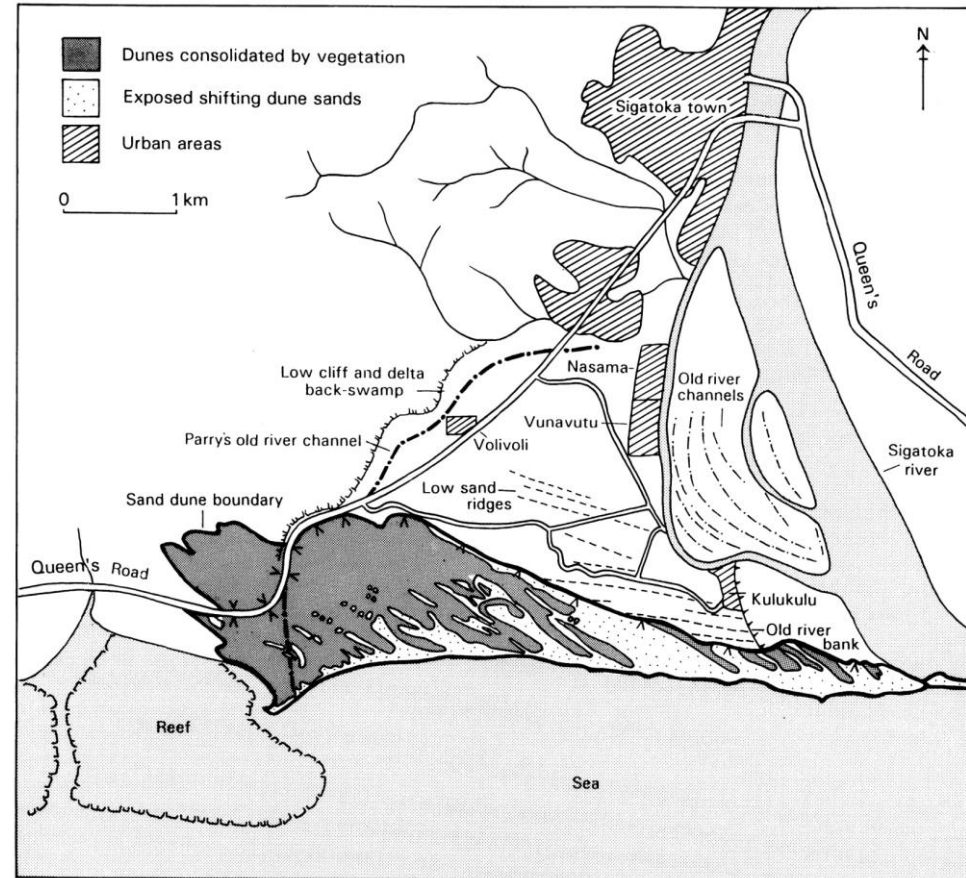 Dunes consolidated by vegetation
Exposed shifting dune sands
Urban areas
0 1 km
N
Sigatoka town
Queen's
Road
Low cliff and delta
back-swamp
Nasama
Old river
channels
Parry's old river channel
Vunavutu
Volivoli
Sigatoka
river
Sand dune boundary
Low sand
ridges
Queen's Road
Kulukulu
Old river
bank
Reef
Sea